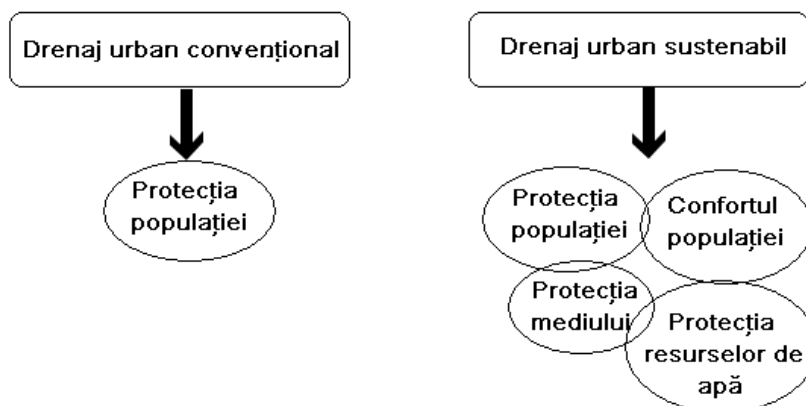 Drenaj urban convențional
Protecția
populației
Drenaj urban sustenabil
Protecția
populației
Confortul
populației
Protecția
mediului
Protecția
resurselor de
apă